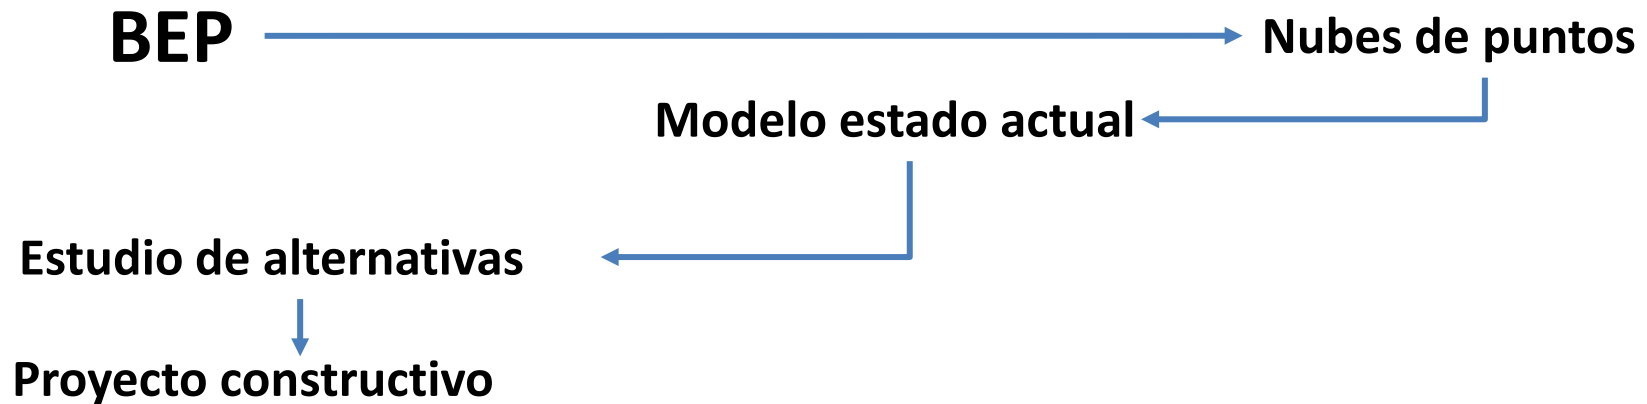 BEP
Nubes de puntos
Modelo estado actual
Estudio de alternativas
Proyecto constructivo